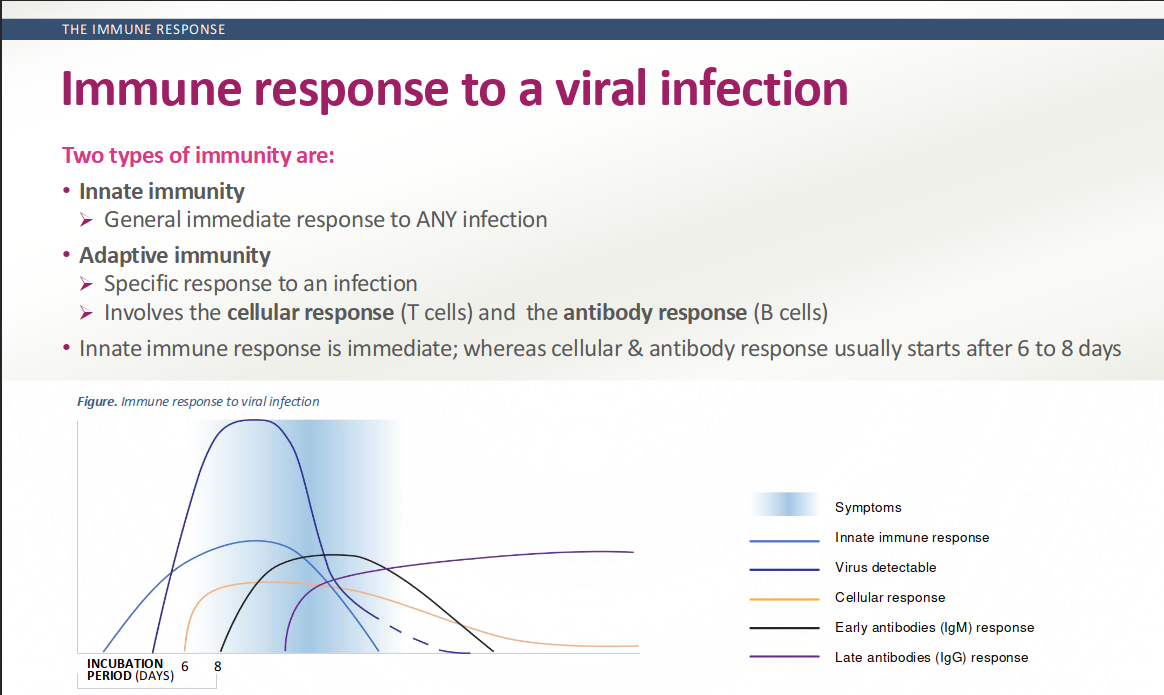 THE IMMUNE RESPONSE
Immune response to a viral infection
Two types of immunity are:
• Innate immunity
➢ General immediate response to ANY infection
• Adaptive immunity
➢ Specific response to an infection
➢ Involves the cellular response (T cells) and the antibody response (B cells)
• Innate immune response is immediate; whereas cellular & antibody response usually starts after 6 to 8 days
Figure. Immune response to viral infection
INCUBATION
PERIOD (DAYS)
6
8
Symptoms
Innate immune response
Virus detectable
Cellular response
Early antibodies (IgM) response
Late antibodies (IgG) response